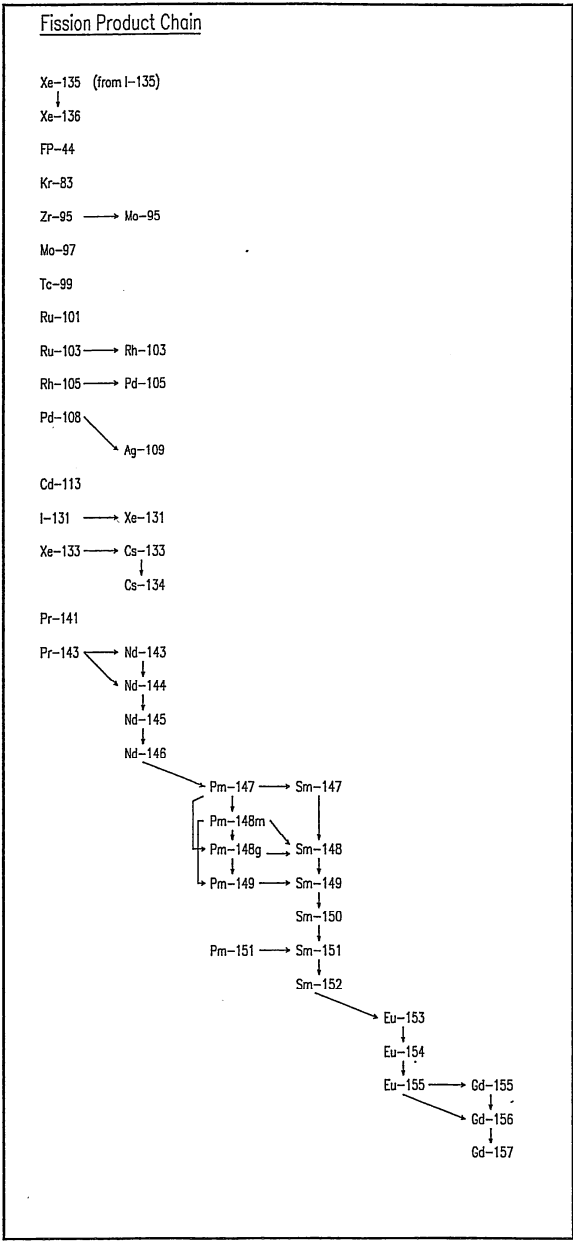 Fission Product Chain
Xe-135 (from I-135)
Xe-136
FP-44
Kr-83
Zr-95 Mo-95
Mo-97
Tc-99
Ru-101
Ru-103 Rh-103
Rh-105 Pd-105
Pd-108
Ag-109
Cd-113
I-131 Xe-131
Xe-133 Cs-133
Cs-134
Pr-141
Pr-143 Nd-143
Nd-144
Nd-145
Nd-146
Pm-147 Sm-147
Pm-148m
Pm-148g Sm-148
Pm-149 Sm-149
Sm-150
Pm-151 Sm-151
Sm-152
Eu-153
Eu-154
Eu-155 Gd-155
Gd-156
Gd-157